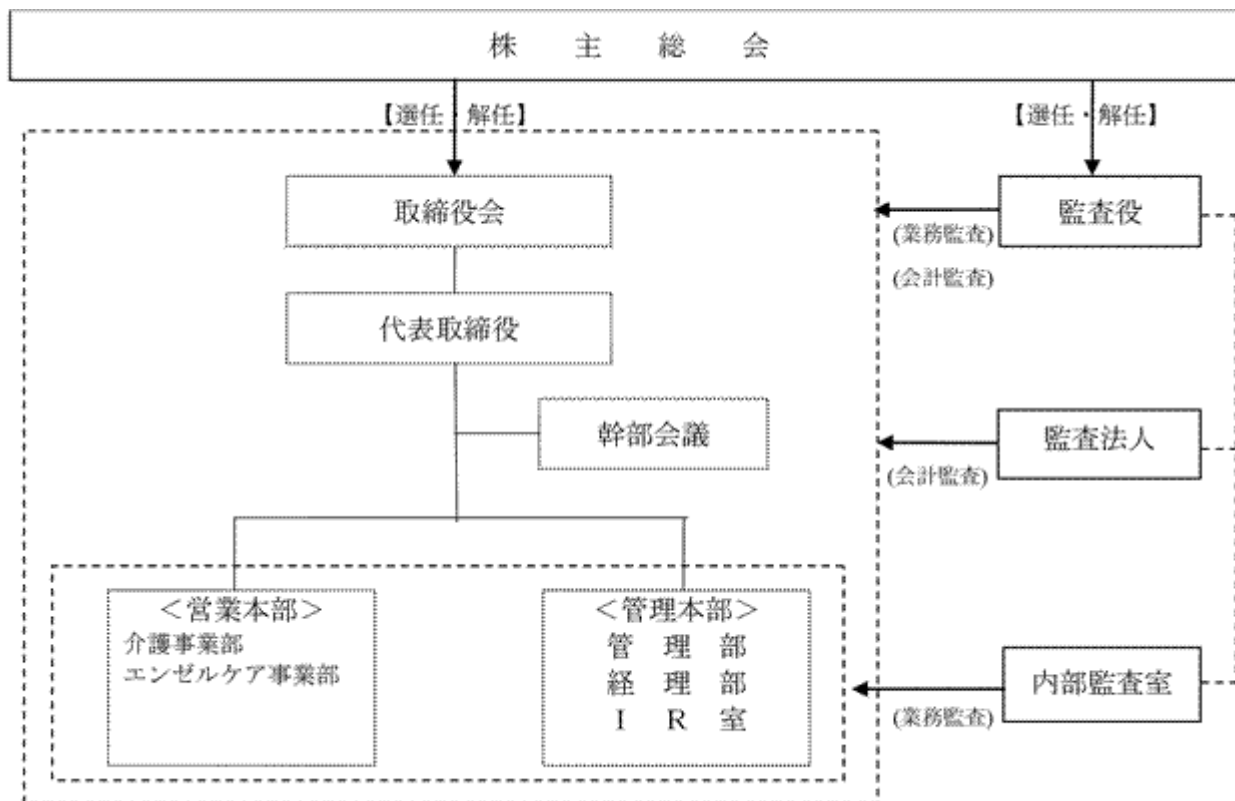 株 主 総 会
【選任・解任】
【選任・解任】
取締役会
監査役
(業務監査)
(会計監査)
代表取締役
幹部会議
監査法人
(会計監査)
＜営業本部＞
介護事業部
エンゼルケア事業部
＜管理本部＞
管 理 部
経 理 部
I R 室
内部監査室
(業務監査)